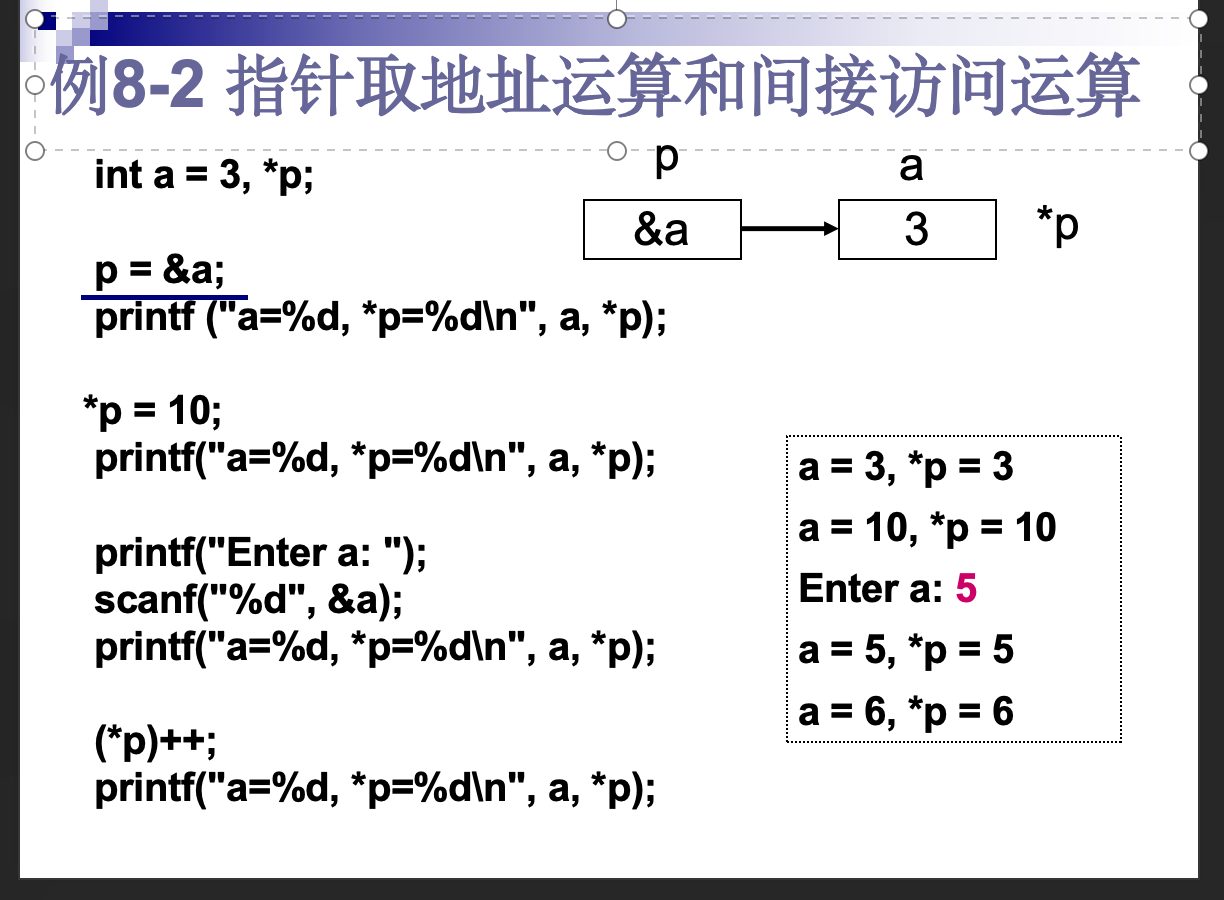 例8-2 指针取地址运算和间接访问运算
p a
&a 3 *p
int a = 3, *p;
p = &a;
printf ("a=%d, *p=%d\n", a, *p);
*p = 10;
printf("a=%d, *p=%d\n", a, *p);
printf("Enter a: ");
scanf("%d", &a);
printf("a=%d, *p=%d\n", a, *p);
(*p)++;
printf("a=%d, *p=%d\n", a, *p);
a = 3, *p = 3
a = 10, *p = 10
Enter a: 5
a = 5, *p = 5
a = 6, *p = 6